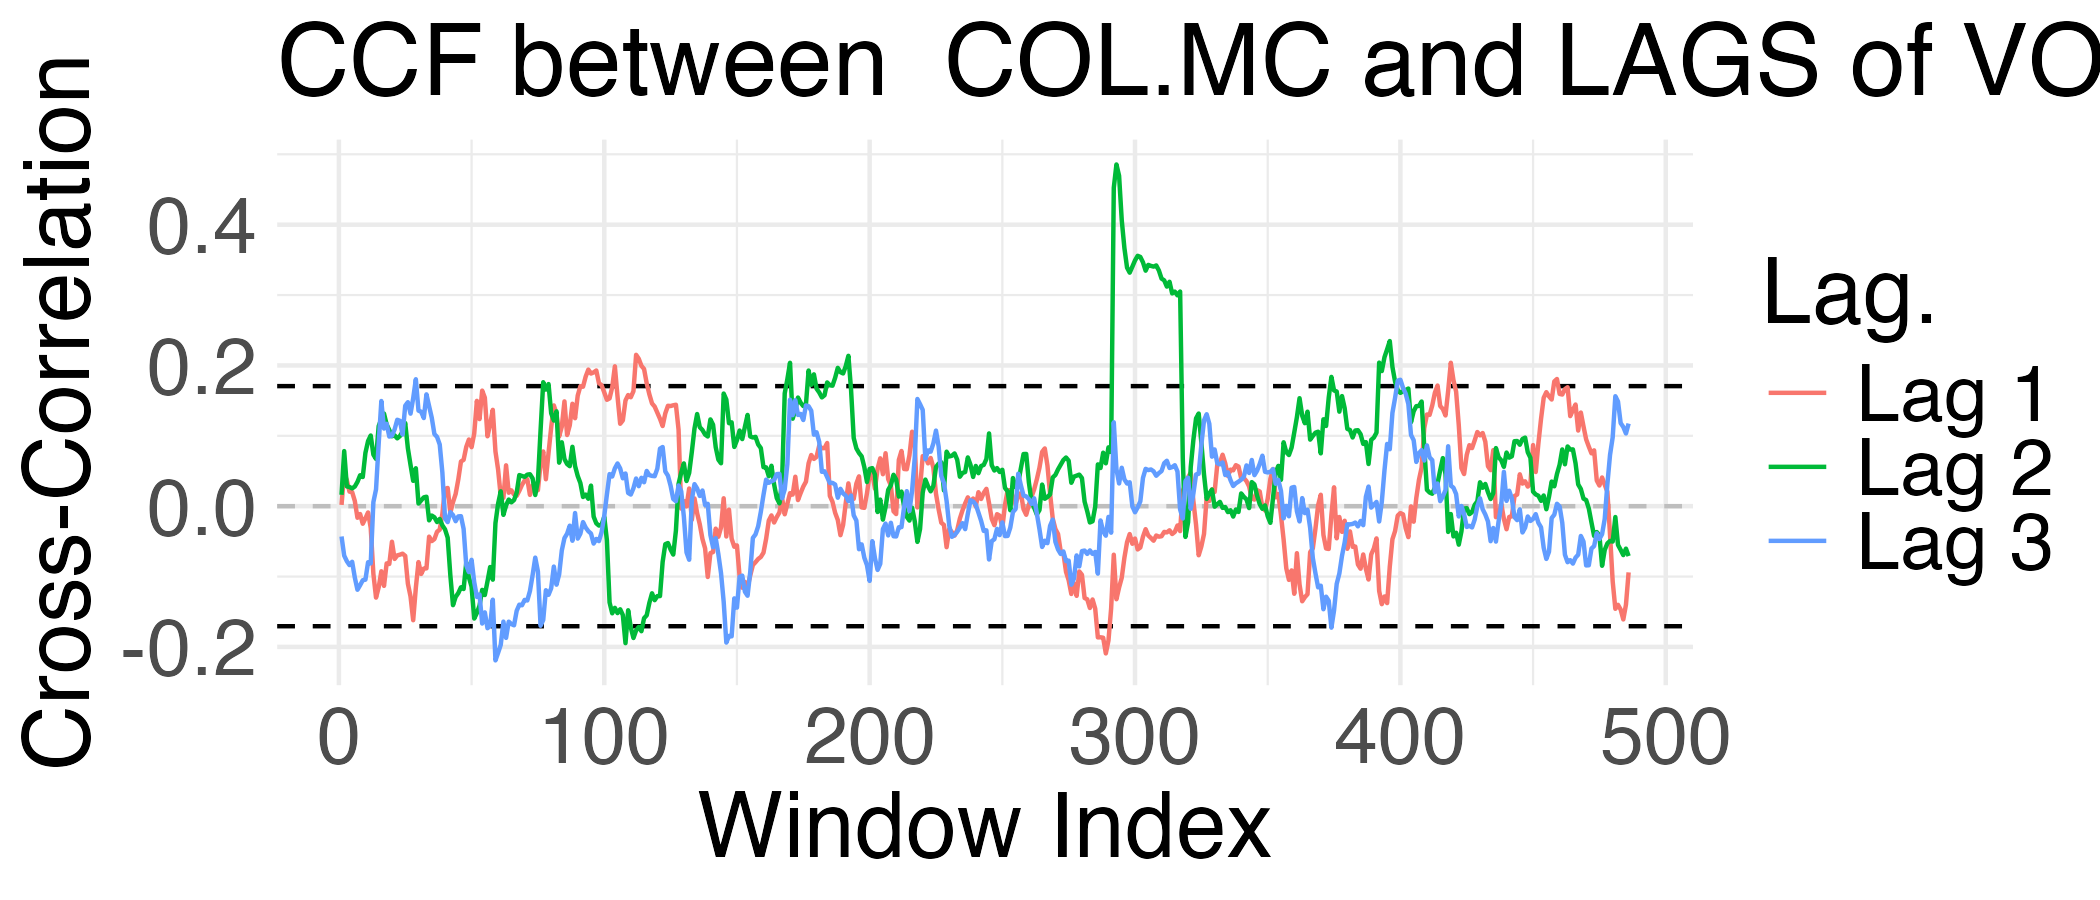 CCF between  COL.MC and LAGS of VO
Cross-Correlation
0.4
0.2
0.0
-0.2
0 100 200 300 400 500
Window Index
Lag.
Lag 1
Lag 2
Lag 3